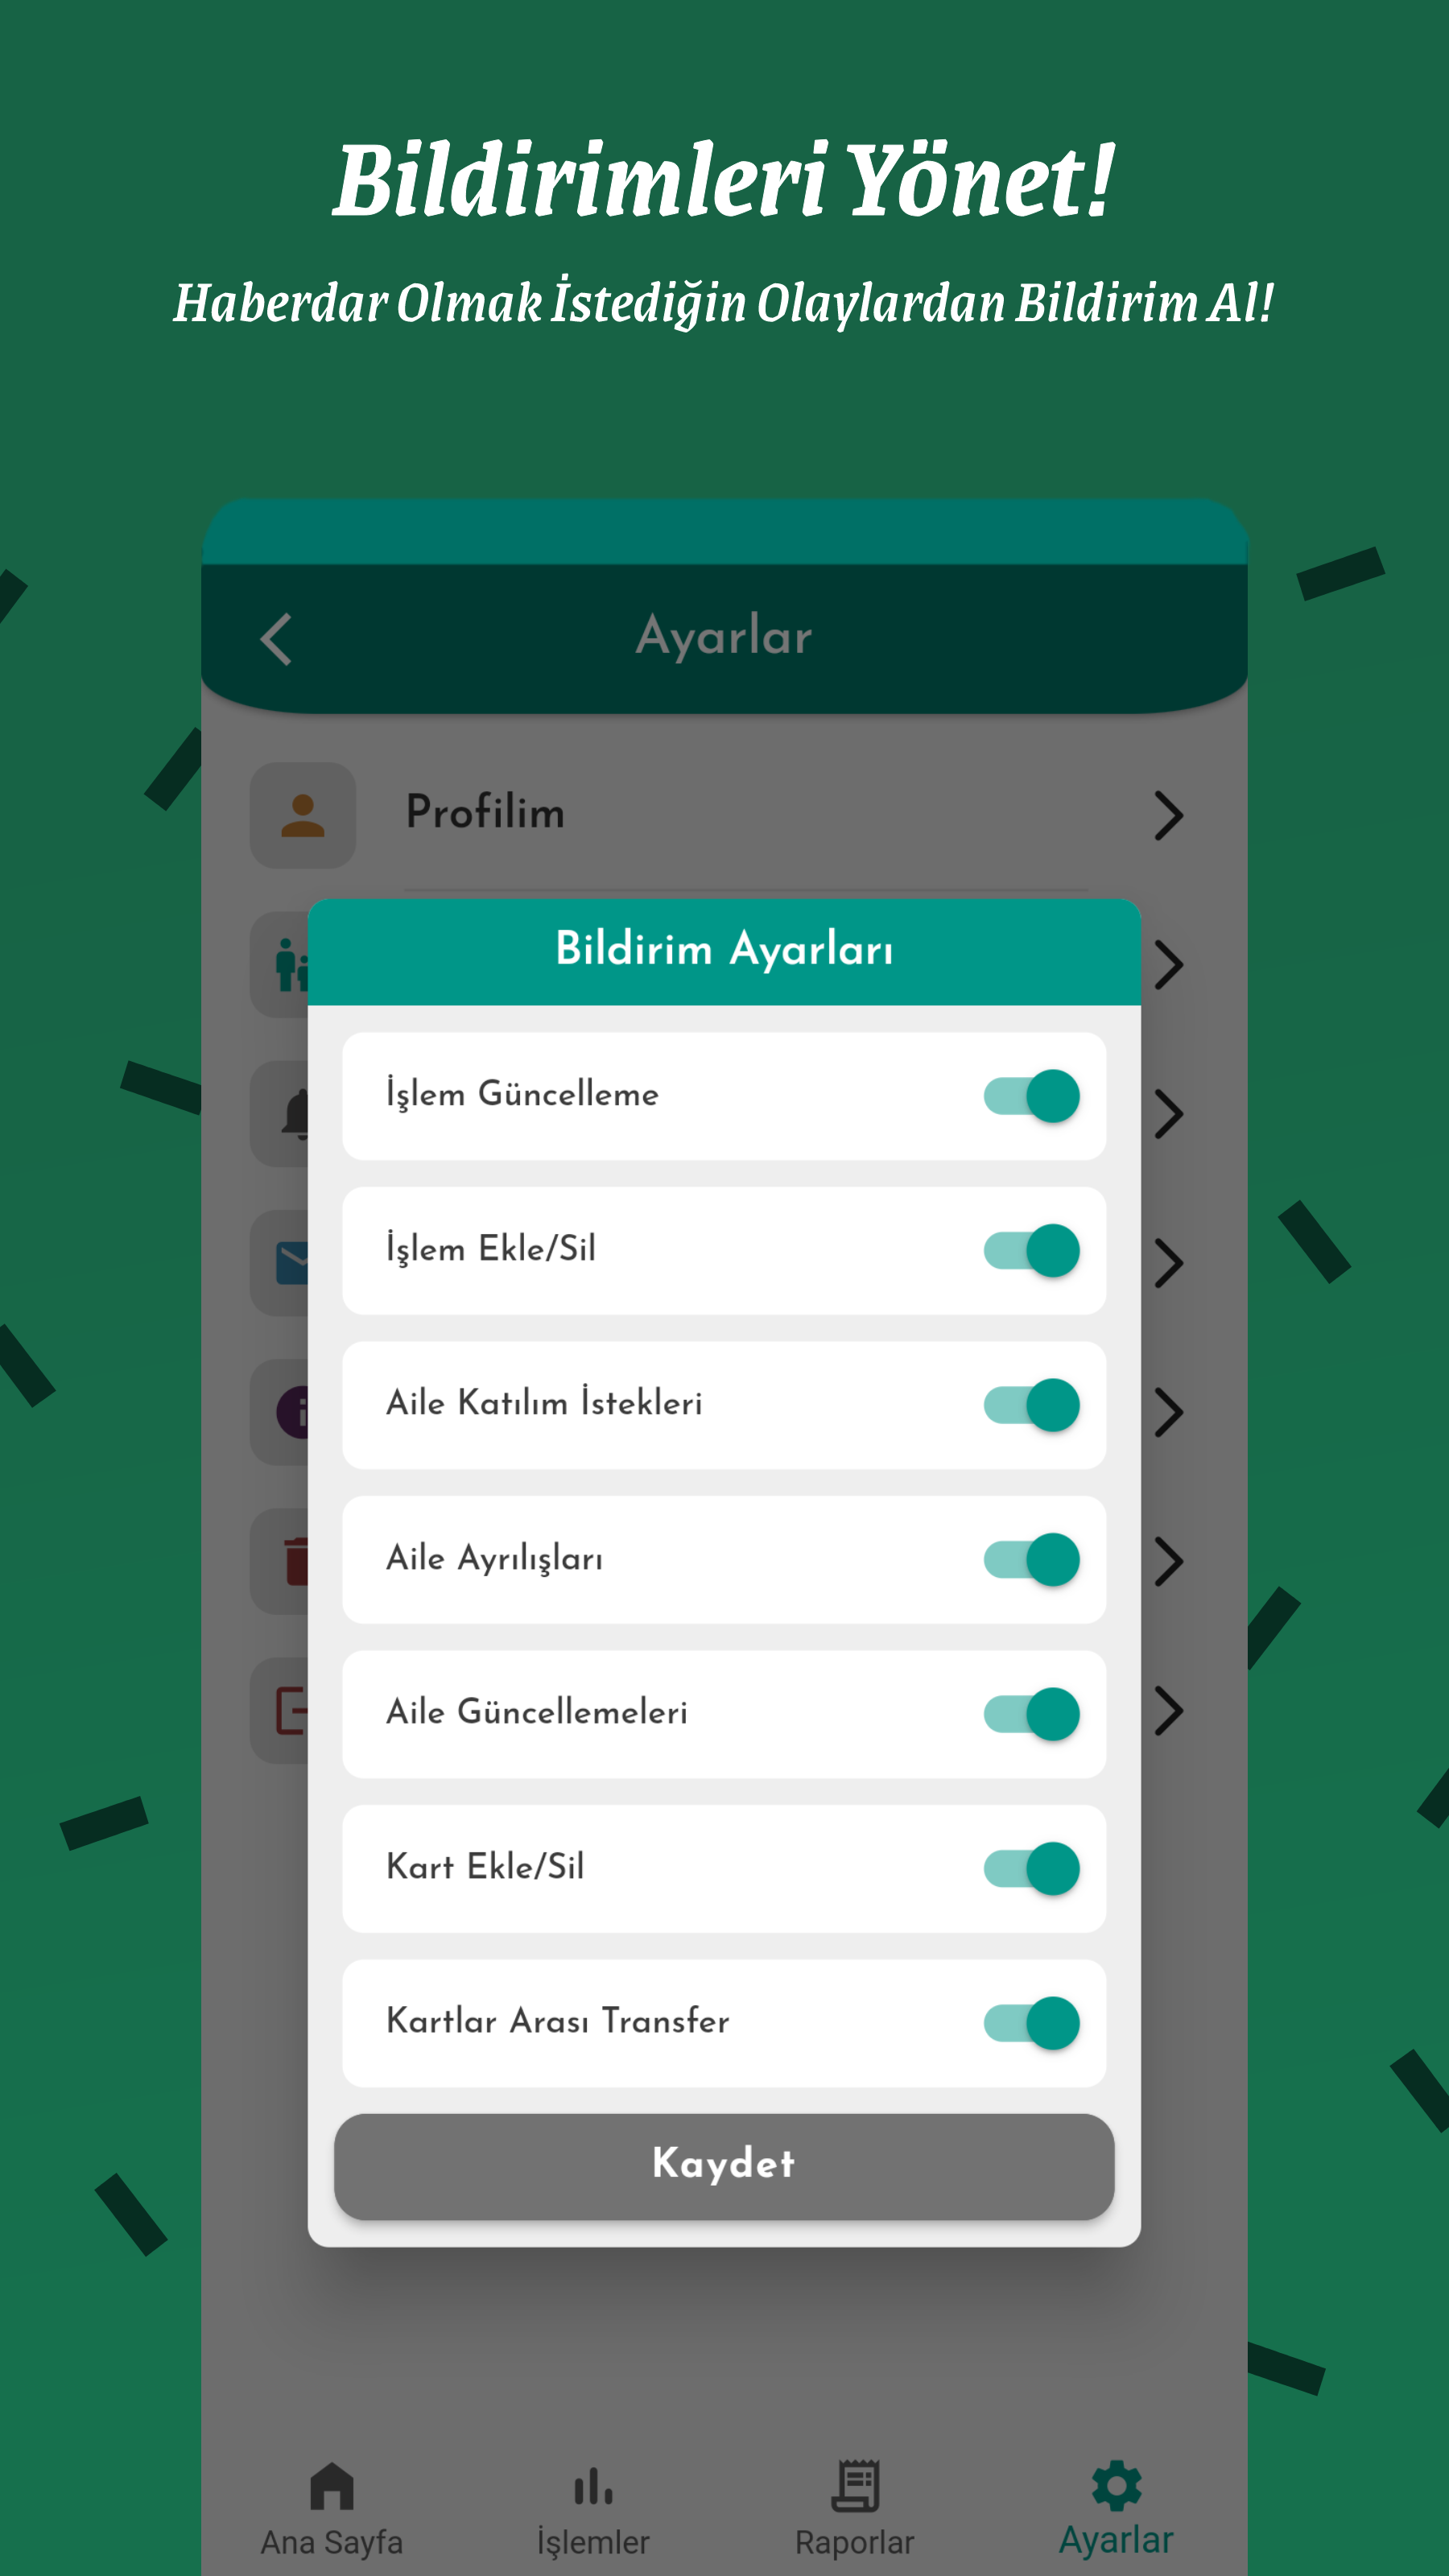 Bildirimleri Yönet!
Haberdar Olmak İstediğin Olaylardan Bildirim Al!
Ayarlar
Profilim
Bildirim Ayarları
İşlem Güncelleme
İşlem Ekle/Sil
Aile Katılım İstekleri
Aile Ayrılışları
Aile Güncellemeleri
Kart Ekle/Sil
Kartlar Arası Transfer
Kaydet
Ana Sayfa
İşlemler
Raporlar
Ayarlar